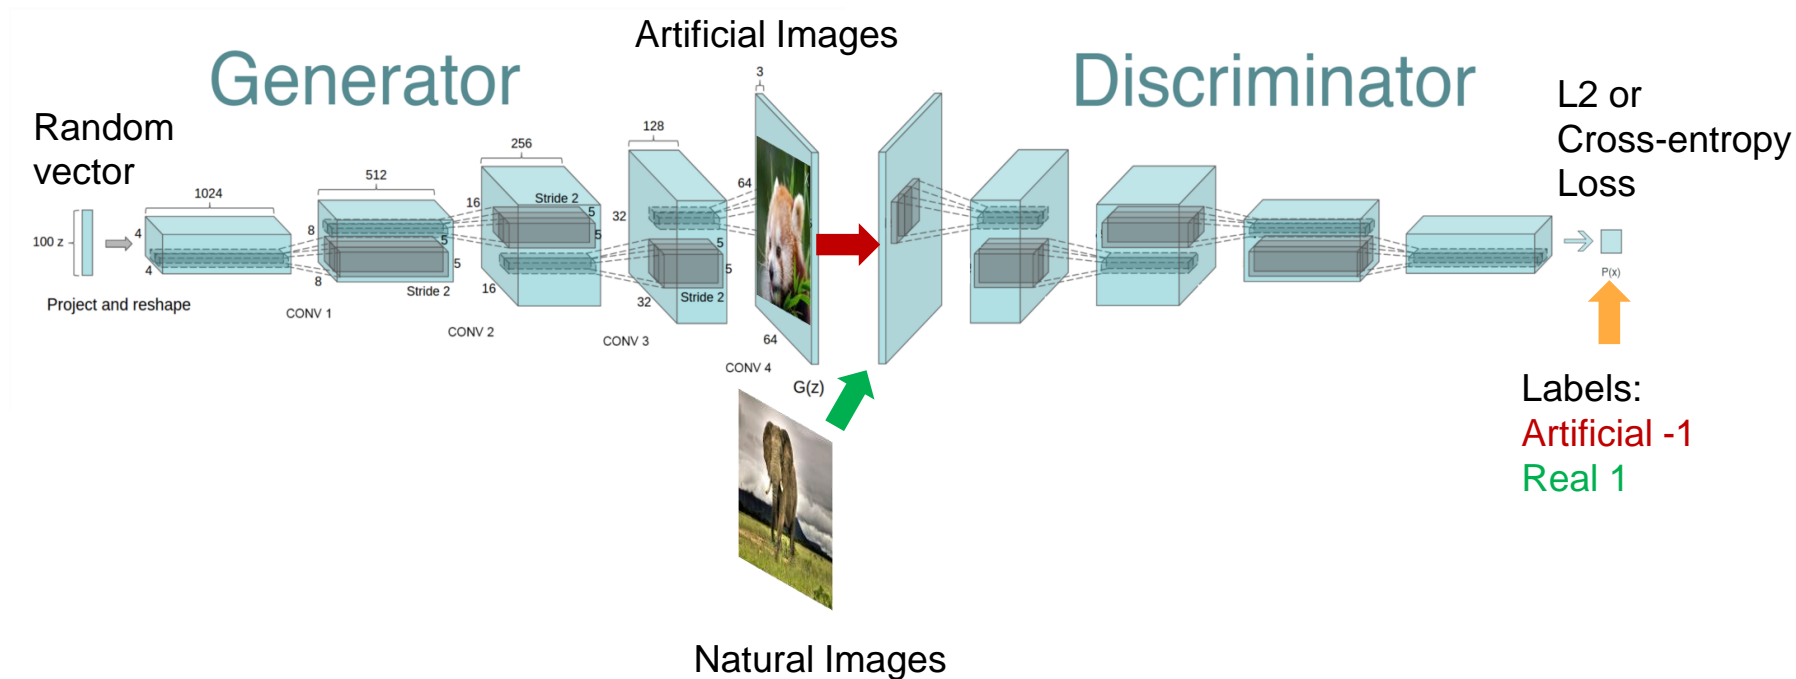 Artificial Images
Generator
Discriminator
Random
vector
L2 or
Cross-entropy
Loss
3
128
256
512
1024
64
16
Stride 2
5
5
32
100 z
4
8
5
5
5
4
5
8
16
Stride 2
32
Stride 2
Project and reshape
CONV 1
CONV 2
CONV 3
64
CONV 4
G(z)
P(x)
Labels:
Artificial -1
Real 1
Natural Images